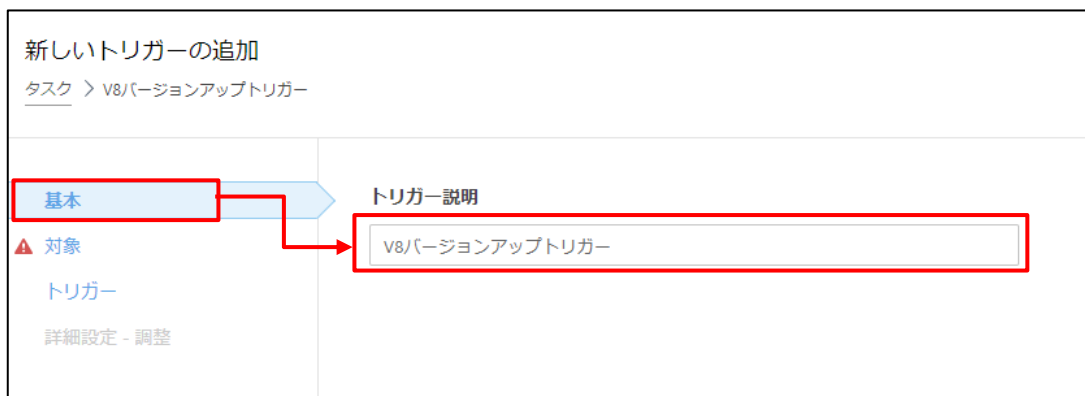 新しいトリガーの追加
タスク > V8バージョンアップトリガー
基本
トリガー説明
V8バージョンアップトリガー
対象
トリガー
詳細設定 - 調整